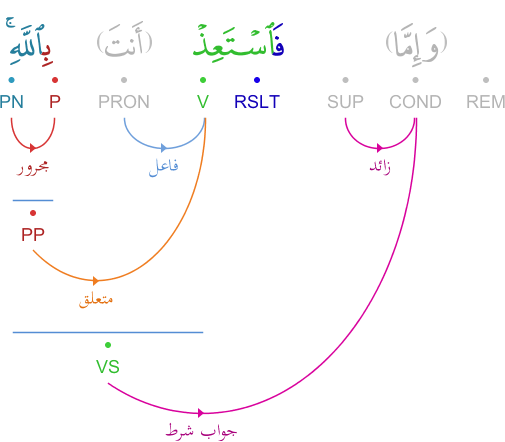 (وَإِمَّا) فَٱسْتَعِذْ (أَنتَ) بِٱللَّهِ ۚ
REM COND SUP RSLT V PRON P PN
زائد فاعل مجرور
PP
متعلق
VS
جواب شرط